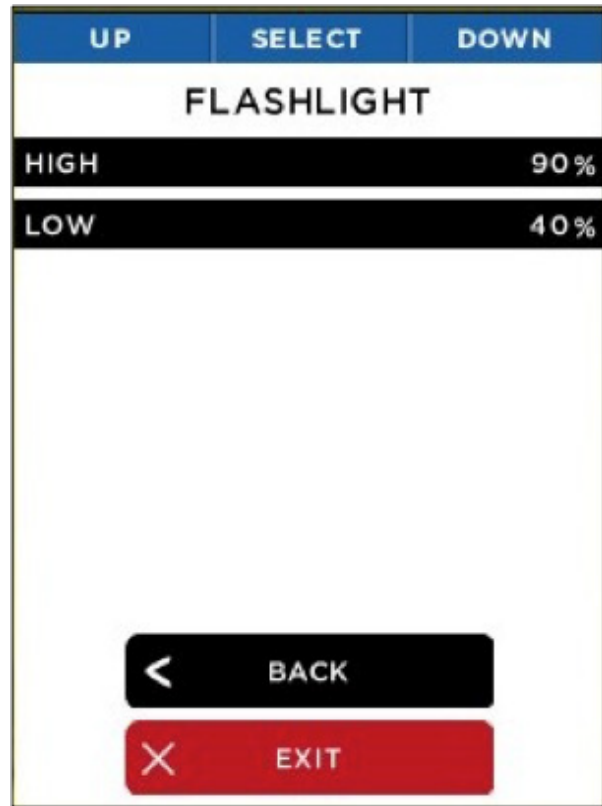 UP SELECT DOWN
FLASHLIGHT
HIGH 90%
LOW 40%
< BACK
X EXIT